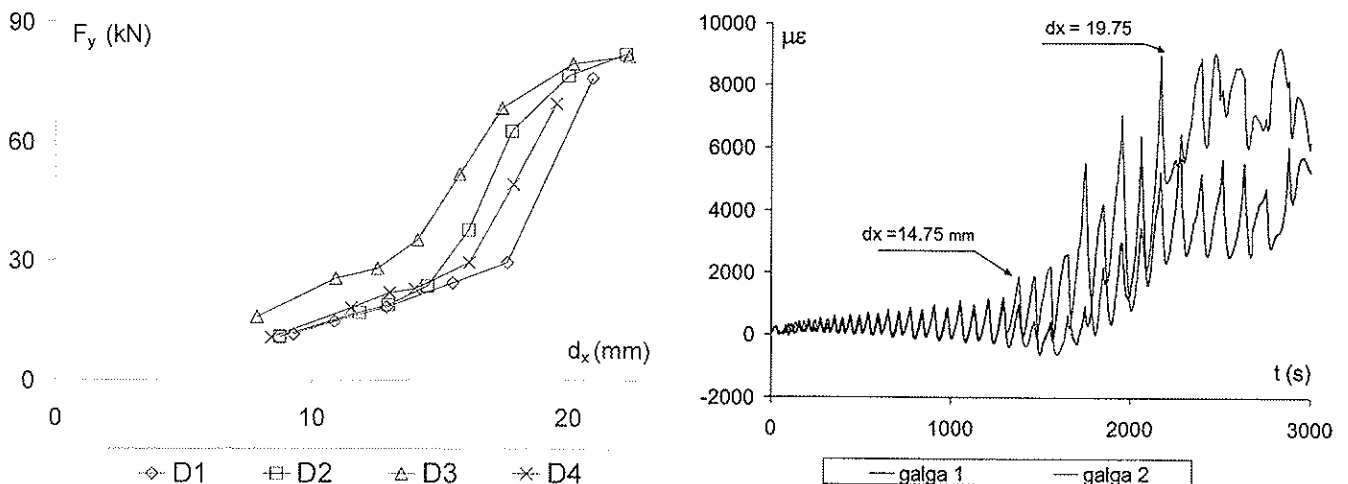 90
F_y (kN)
60
30
0
d_x (mm)
0
10
20
D1
D2
D3
D4
10000
με
8000
6000
4000
2000
0
-2000
dx = 19.75
dx =14.75 mm
t (s)
0
1000
2000
3000
galga 1
galga 2